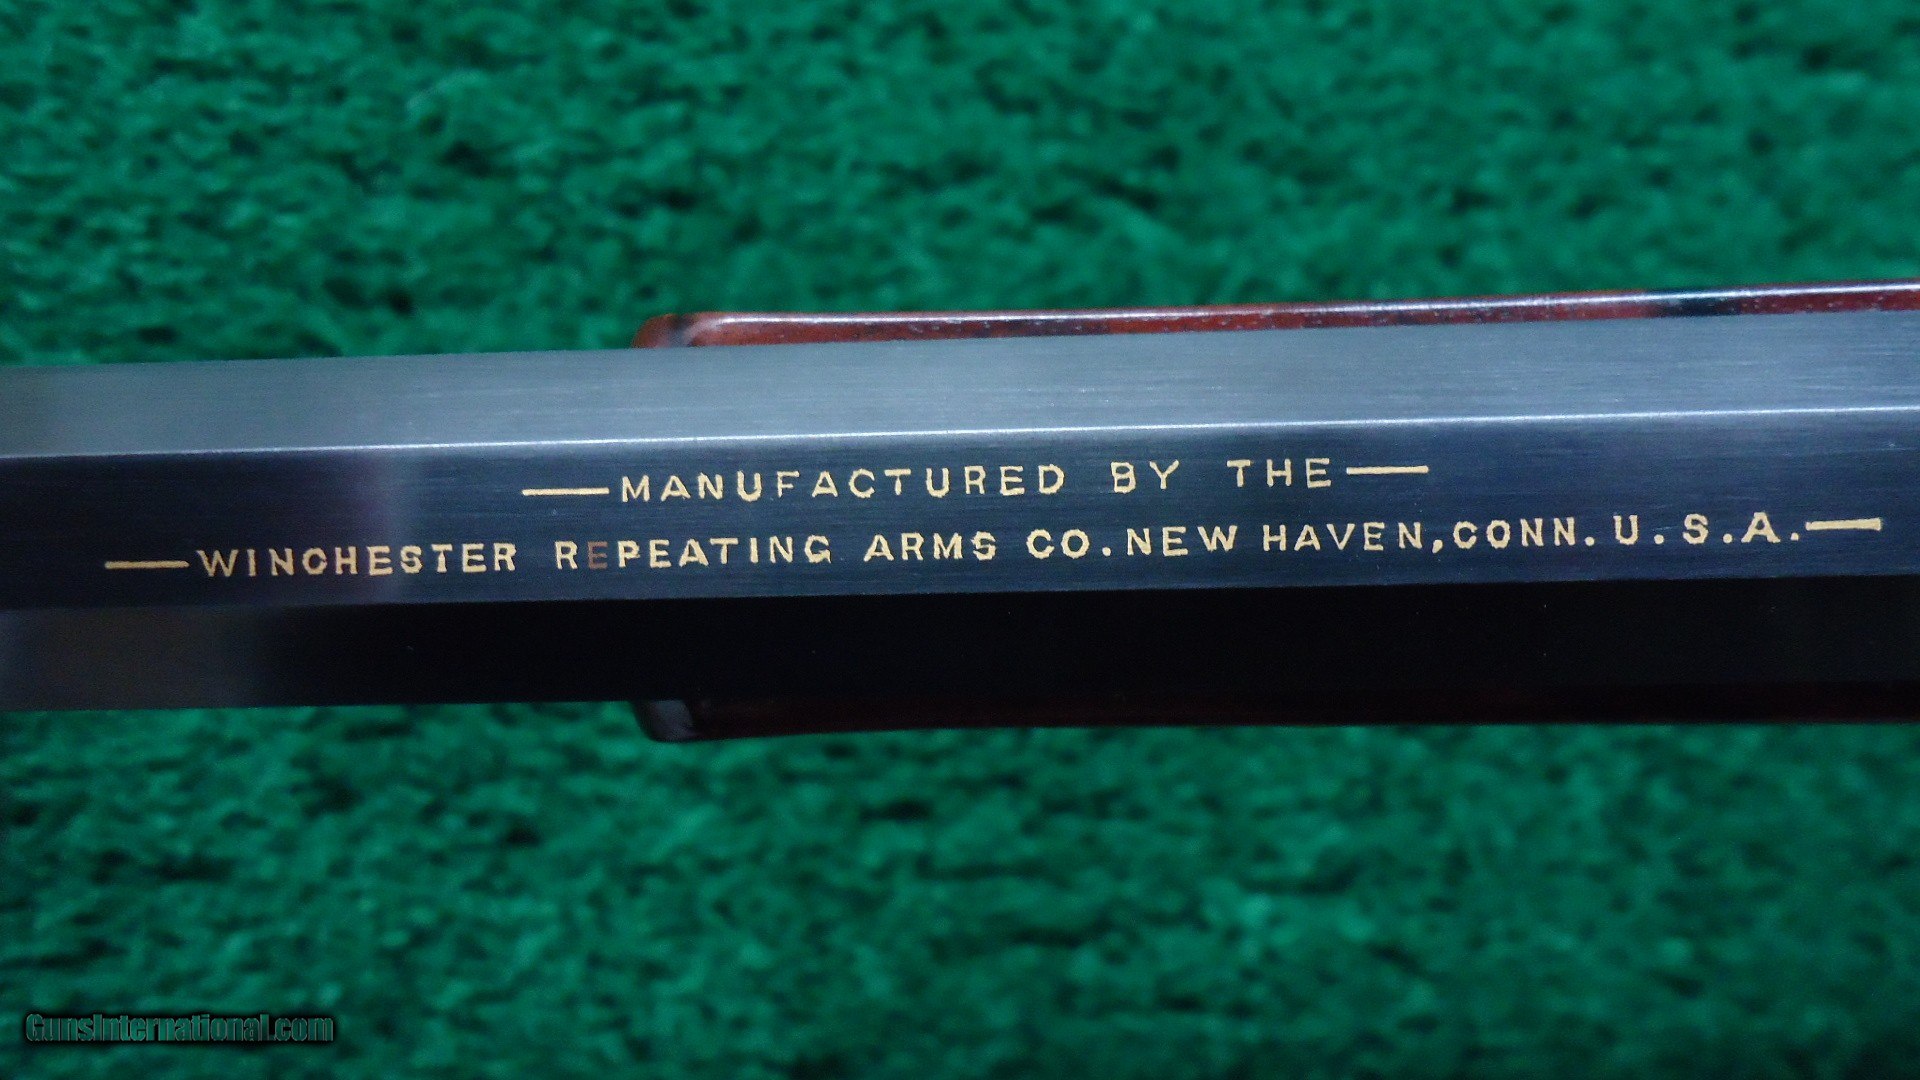 —MANUFACTURED BY THE—
—WINCHESTER REPEATING ARMS CO. NEW HAVEN, CONN. U.S.A.—
GunsInternational.com